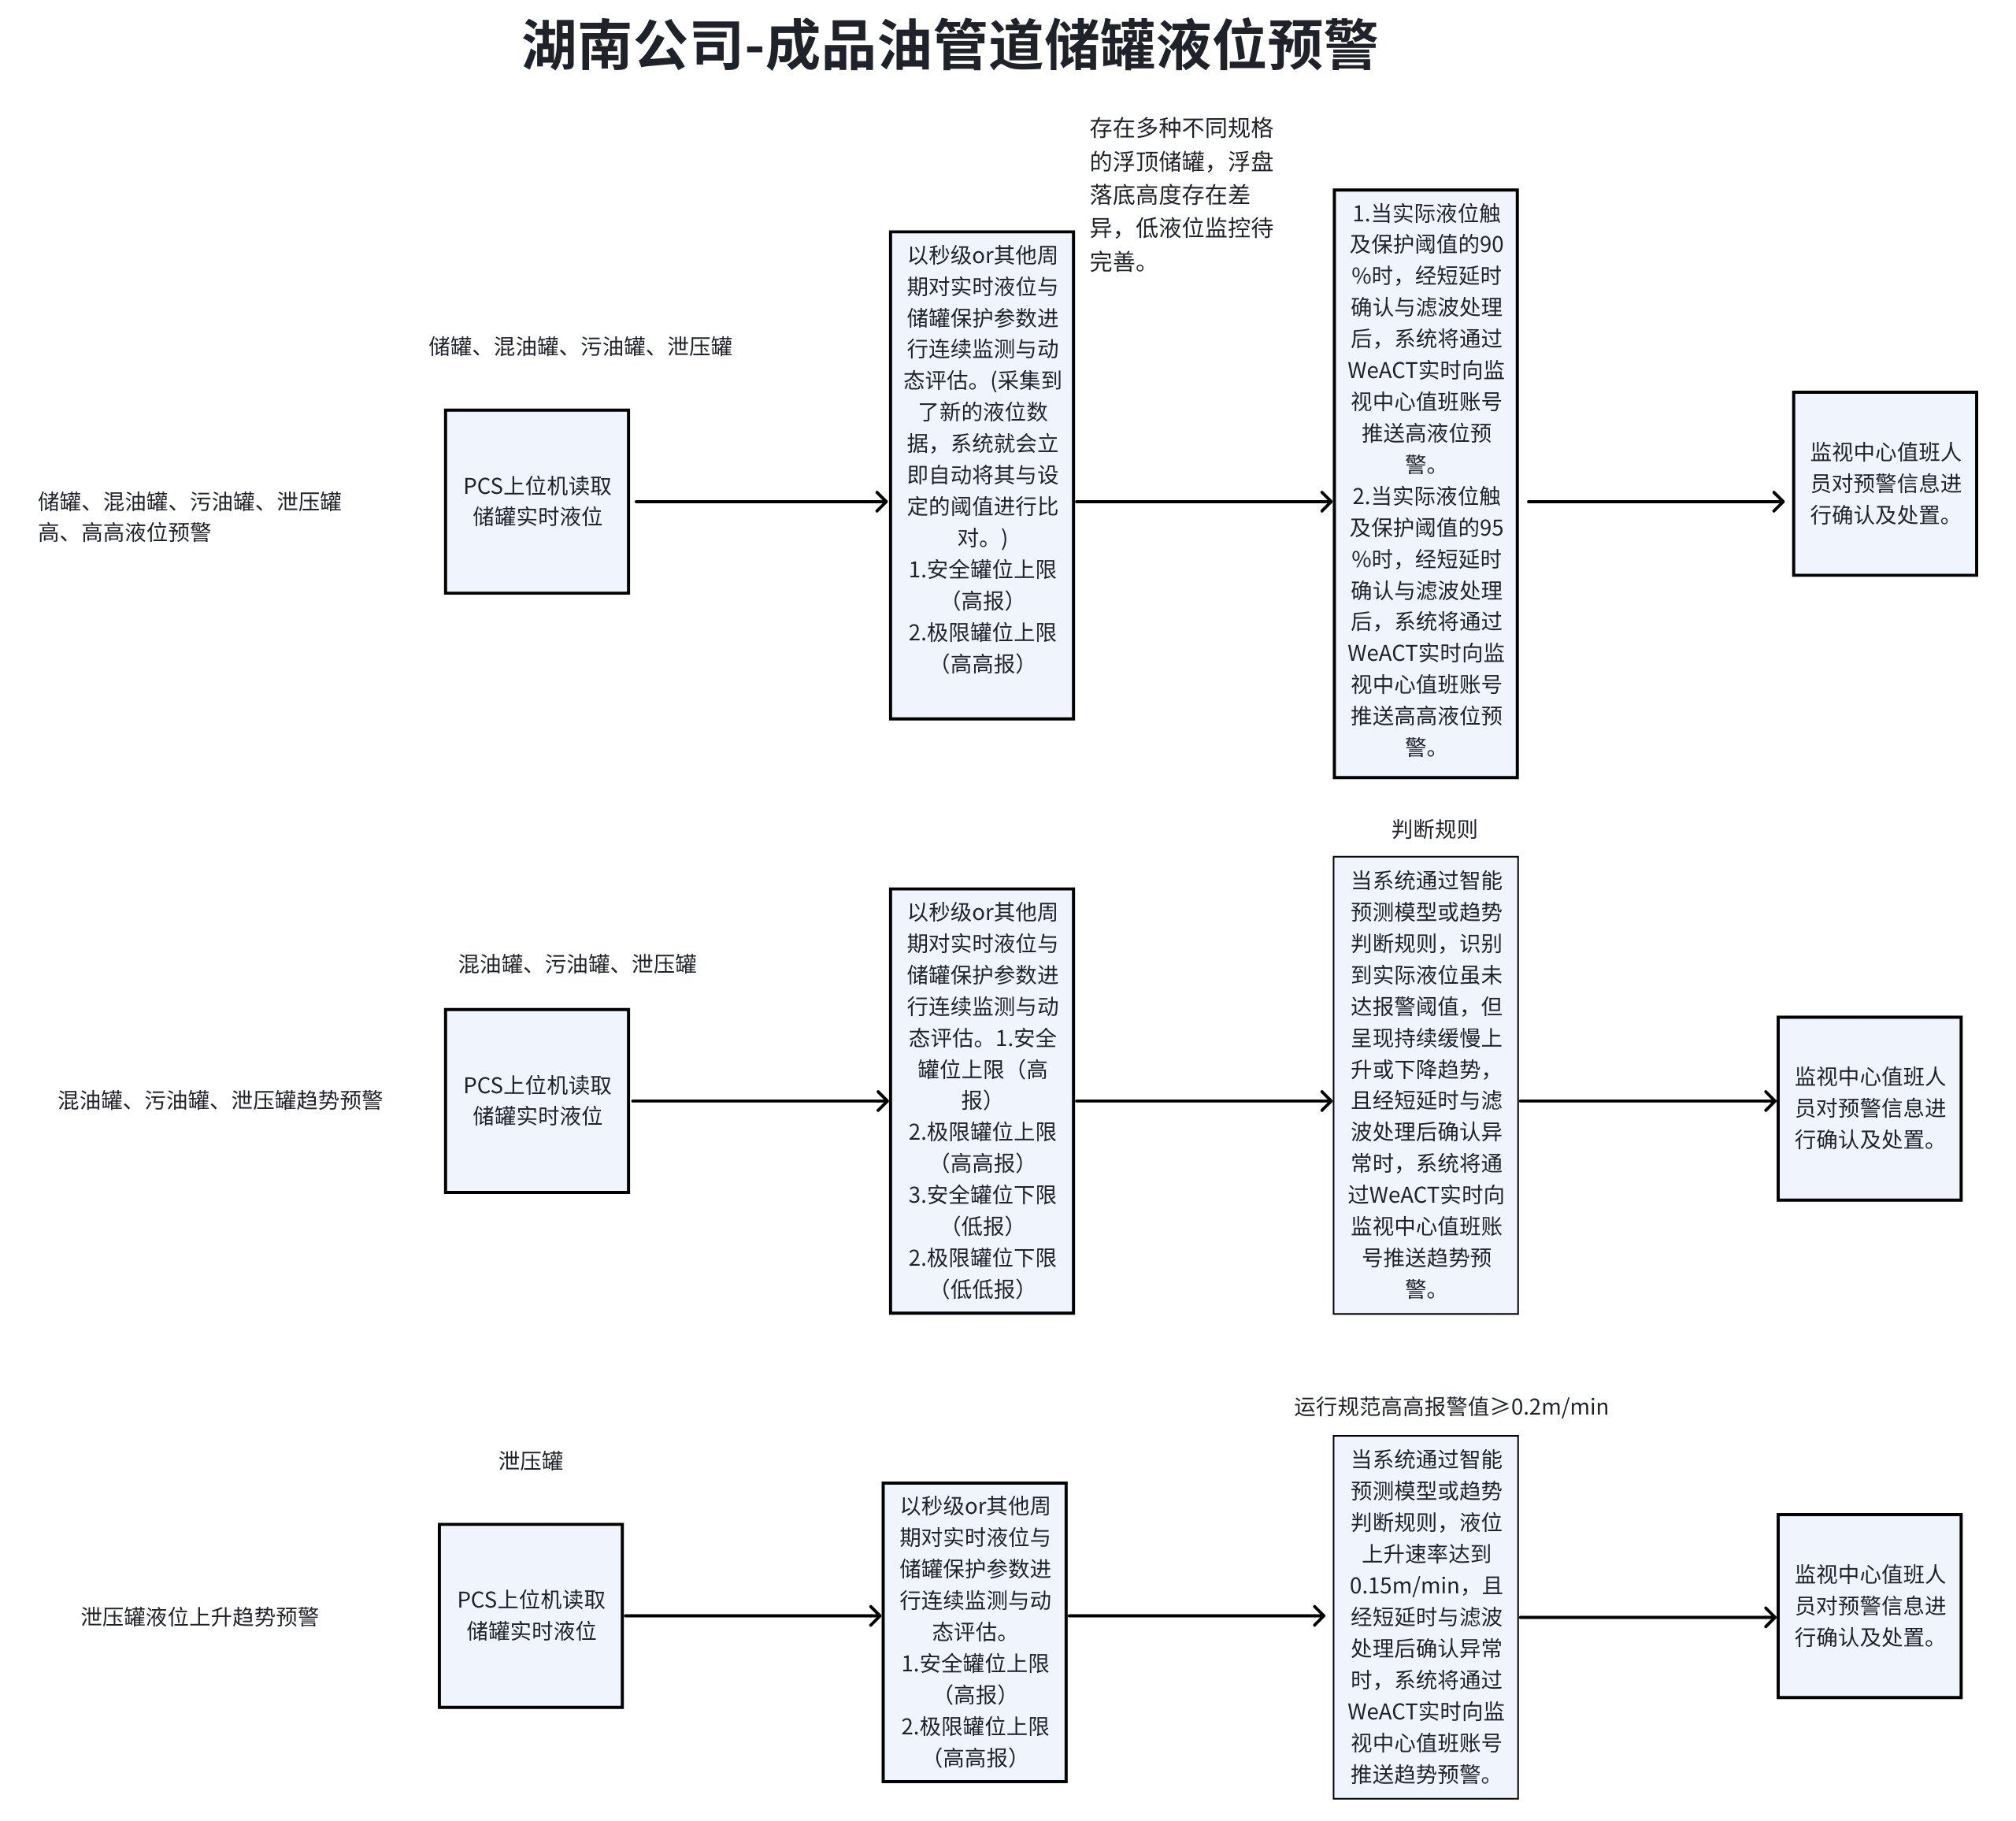 湖南公司-成品油管道储罐液位预警
储罐、混油罐、污油罐、泄压罐
高、高高液位预警
储罐、混油罐、污油罐、泄压罐
PCS上位机读取
储罐实时液位
以秒级or其他周
期对实时液位与
储罐保护参数进
行连续监测与动
态评估。(采集到
了新的液位数
据，系统就会立
即自动将其与设
定的阈值进行比
对。)
1.安全罐位上限
（高报）
2.极限罐位上限
（高高报）
存在多种不同规格
的浮顶储罐，浮盘
落底高度存在差
异，低液位监控待
完善。
1.当实际液位触
及保护阈值的90
%时，经短延时
确认与滤波处理
后，系统将通过
WeACT实时向监
视中心值班账号
推送高液位预
警。
2.当实际液位触
及保护阈值的95
%时，经短延时
确认与滤波处理
后，系统将通过
WeACT实时向监
视中心值班账号
推送高高液位预
警。
监视中心值班人
员对预警信息进
行确认及处置。
混油罐、污油罐、泄压罐趋势预警
混油罐、污油罐、泄压罐
PCS上位机读取
储罐实时液位
以秒级or其他周
期对实时液位与
储罐保护参数进
行连续监测与动
态评估。1.安全
罐位上限（高
报）
2.极限罐位上限
（高高报）
3.安全罐位下限
（低报）
2.极限罐位下限
（低低报）
判断规则
当系统通过智能
预测模型或趋势
判断规则，识别
到实际液位虽未
达报警阈值，但
呈现持续缓慢上
升或下降趋势，
且经短延时与滤
波处理后确认异
常时，系统将通
过WeACT实时向
监视中心值班账
号推送趋势预
警。
监视中心值班人
员对预警信息进
行确认及处置。
泄压罐液位上升趋势预警
泄压罐
PCS上位机读取
储罐实时液位
以秒级or其他周
期对实时液位与
储罐保护参数进
行连续监测与动
态评估。
1.安全罐位上限
（高报）
2.极限罐位上限
（高高报）
运行规范高高报警值≥0.2m/min
当系统通过智能
预测模型或趋势
判断规则，液位
上升速率达到
0.15m/min，且
经短延时与滤波
处理后确认异常
时，系统将通过
WeACT实时向监
视中心值班账号
推送趋势预警。
监视中心值班人
员对预警信息进
行确认及处置。